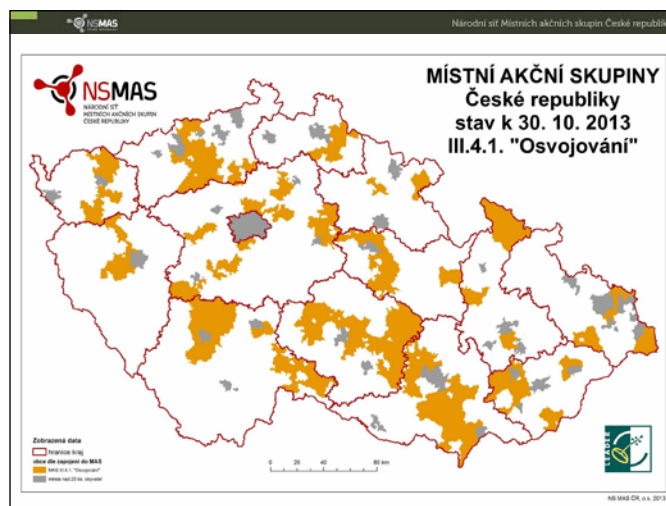 NSMAS
Národní síť Místních akčních skupin České republik
NSMAS
NÁRODNÍ SÍŤ
MÍSTNÍCH AKČNÍCH SKUPIN
ČESKÉ REPUBLIKY
MÍSTNÍ AKČNÍ SKUPINY
České republiky
stav k 30. 10. 2013
III.4.1. "Osvojování"
Zobrazená data
hranice kraj
obce dle zapojení do MAS
MAS III.4.1. "Osvojování"
města nad 25 tis. obyvatel
0 20 40 60 80 km
LEADER
NS MAS ČR, o.s. 2013